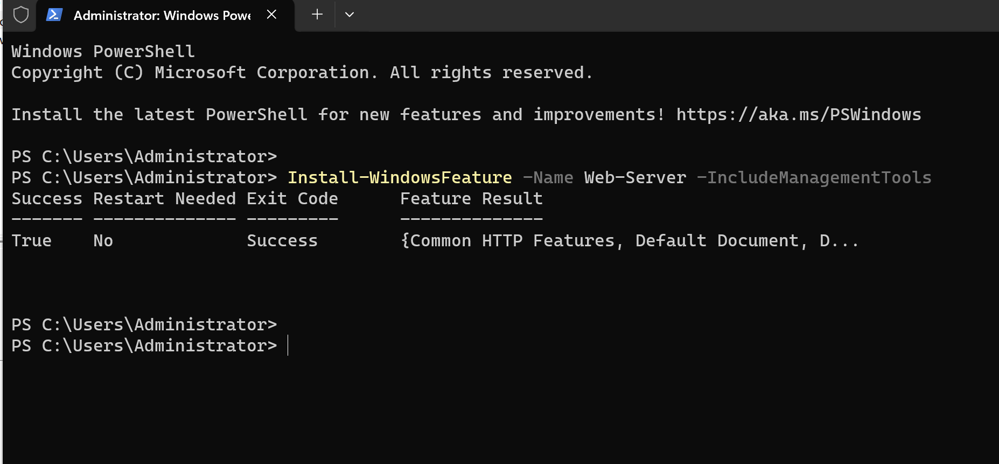 Administrator: Windows Powe
Windows PowerShell
Copyright (C) Microsoft Corporation. All rights reserved.
Install the latest PowerShell for new features and improvements! https://aka.ms/PSWindows
PS C:\Users\Administrator>
PS C:\Users\Administrator> Install-WindowsFeature -Name Web-Server -IncludeManagementTools
Success Restart Needed Exit Code      Feature Result
------- -------------- ---------      --------------
True    No             Success        {Common HTTP Features, Default Document, D...
PS C:\Users\Administrator>
PS C:\Users\Administrator>